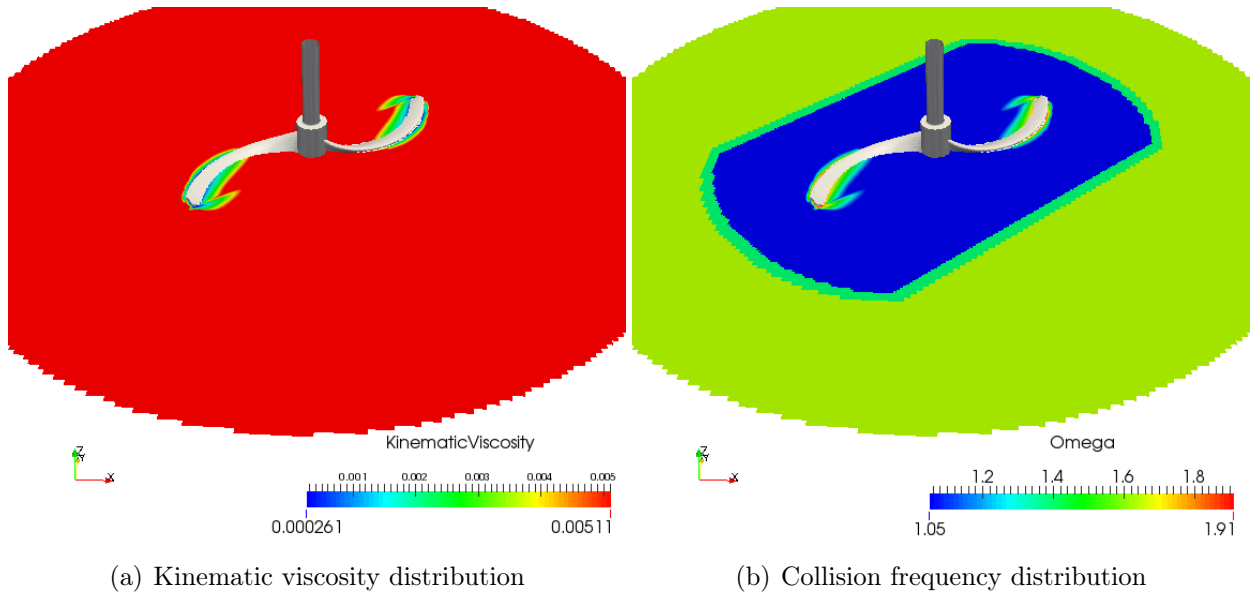 Z
Y
X
KinematicViscosity
0.001 0.002 0.003 0.004 0.005
0.000261 0.00511
(a) Kinematic viscosity distribution
Z
Y
X
Omega
1.2 1.4 1.6 1.8
1.05 1.91
(b) Collision frequency distribution